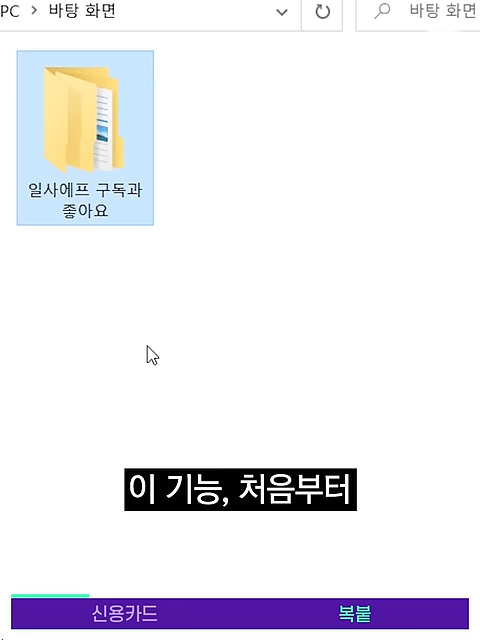 PC > 바탕 화면
바탕 화면
일사에프 구독과
좋아요
이 기능, 처음부터
신용카드
복붙